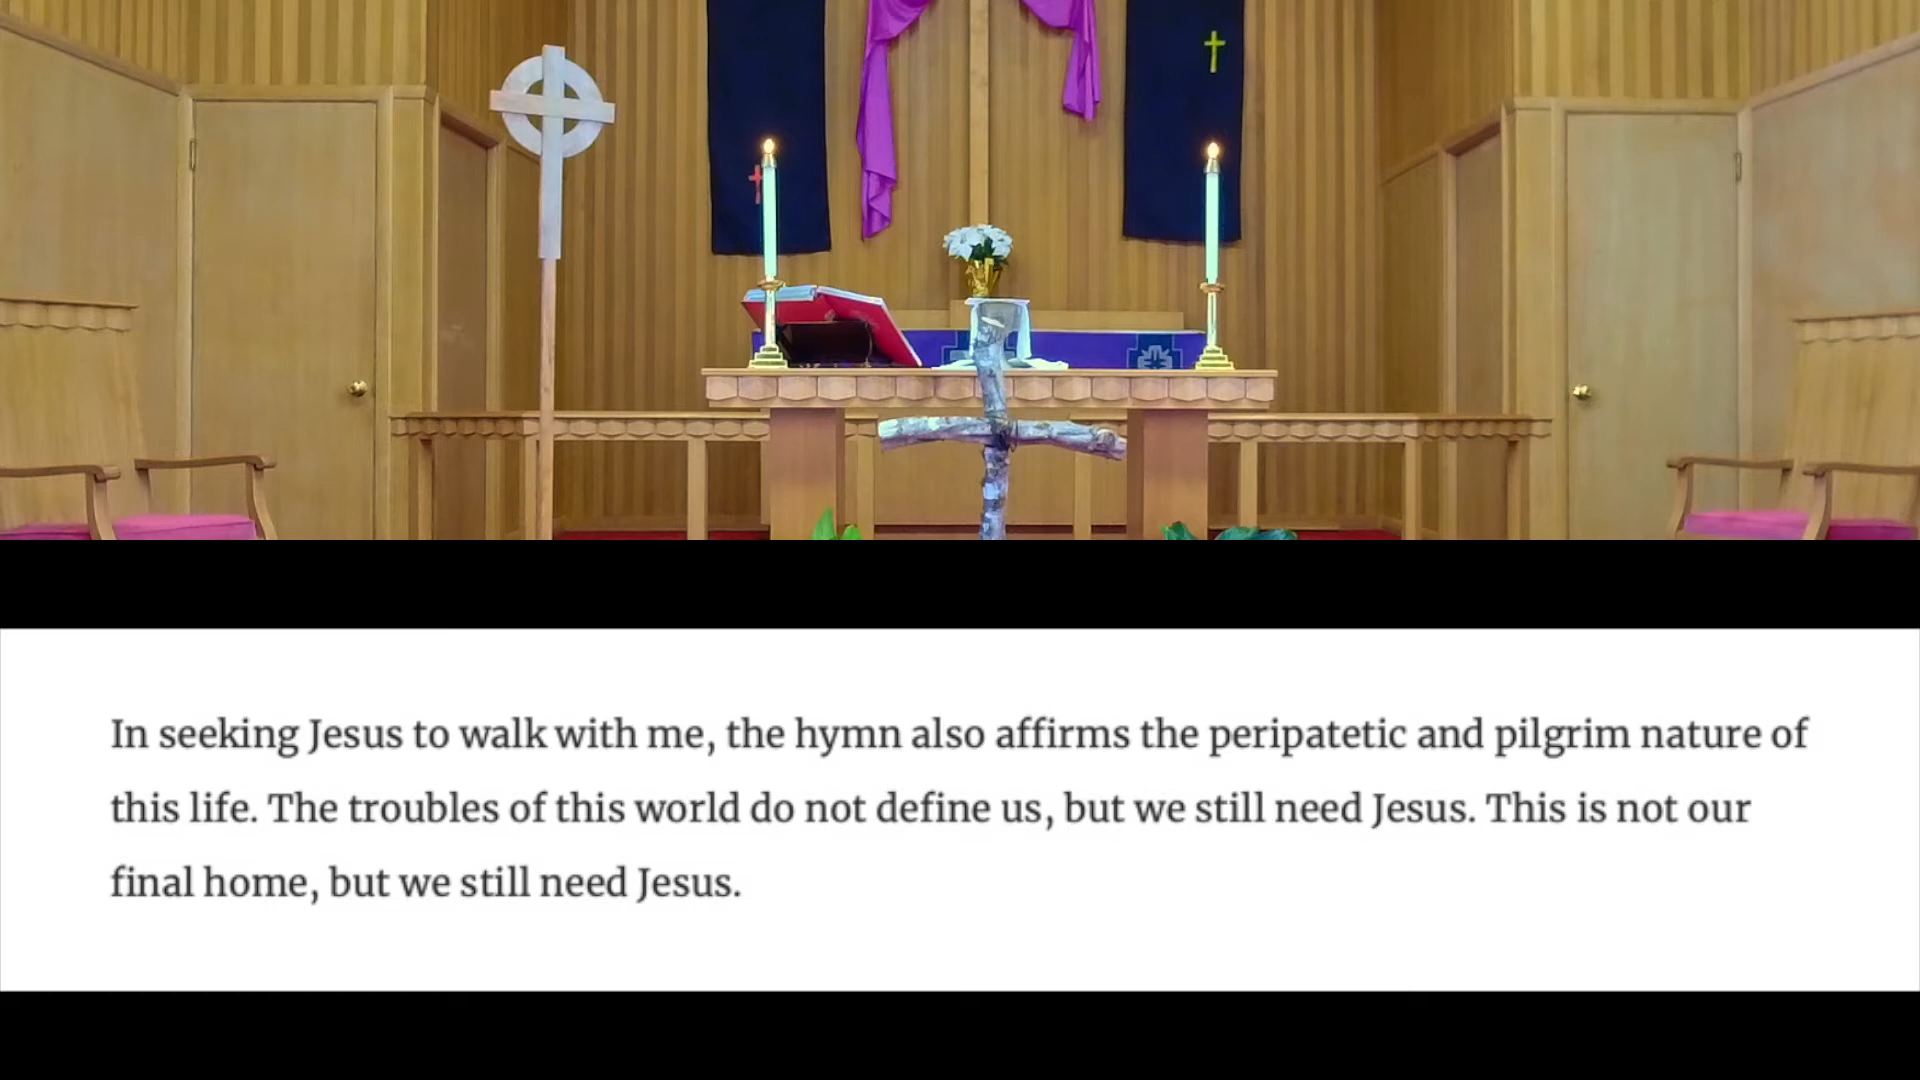 In seeking Jesus to walk with me, the hymn also affirms the peripatetic and pilgrim nature of
this life. The troubles of this world do not define us, but we still need Jesus. This is not our
final home, but we still need Jesus.